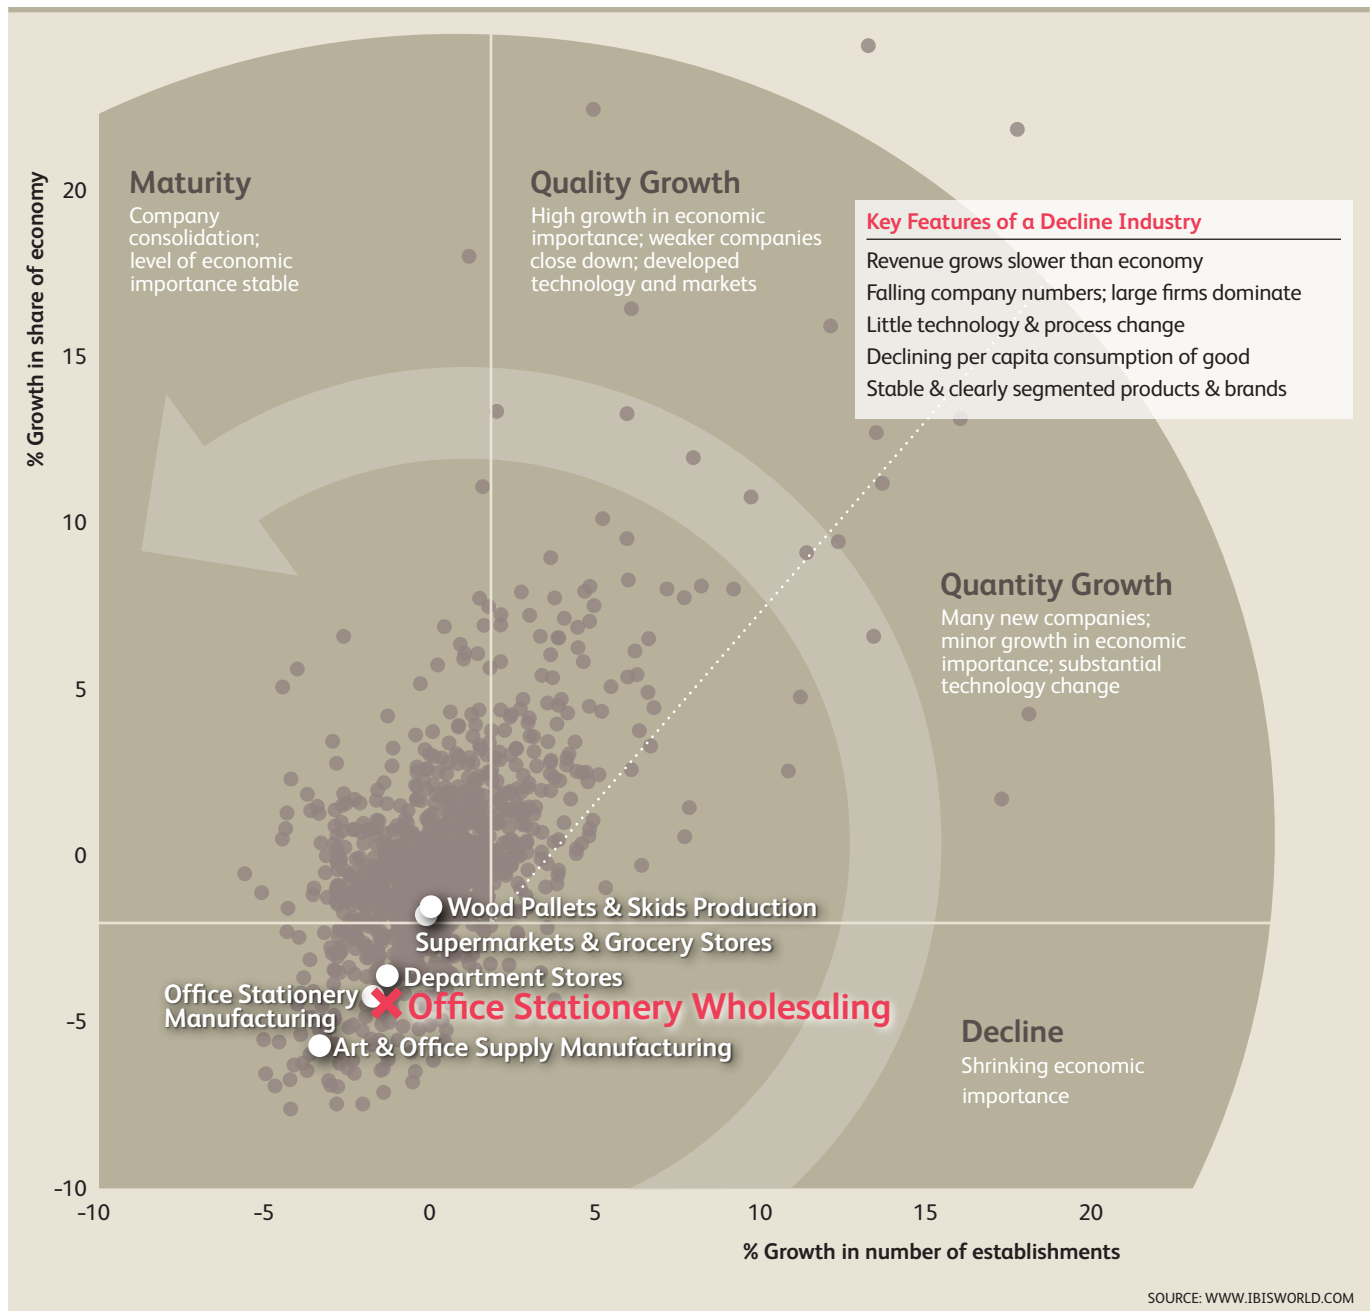 % Growth in share of economy
20
15
10
5
0
-5
-10
Maturity
Company
consolidation;
level of economic
importance stable
Quality Growth
High growth in economic
importance; weaker companies
close down; developed
technology and markets
Key Features of a Decline Industry
Revenue grows slower than economy
Falling company numbers; large firms dominate
Little technology & process change
Declining per capita consumption of good
Stable & clearly segmented products & brands
Quantity Growth
Many new companies;
minor growth in economic
importance; substantial
technology change
Wood Pallets & Skids Production
Supermarkets & Grocery Stores
Department Stores
Office Stationery
Manufacturing
Office Stationery Wholesaling
Art & Office Supply Manufacturing
Decline
Shrinking economic
importance
-10 -5 0 5 10 15 20
% Growth in number of establishments
SOURCE: WWW.IBISWORLD.COM